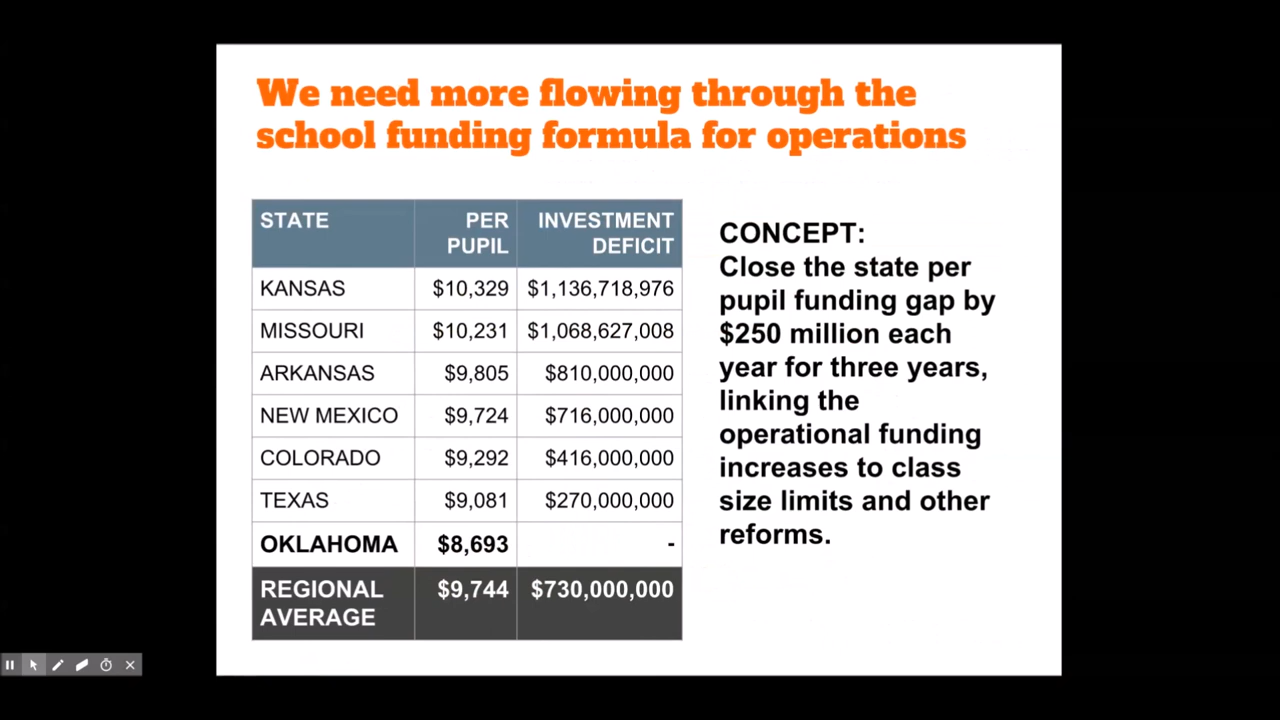 We need more flowing through the
school funding formula for operations
STATE PER PUPIL INVESTMENT DEFICIT
KANSAS $10,329 $1,136,718,976
MISSOURI $10,231 $1,068,627,008
ARKANSAS $9,805 $810,000,000
NEW MEXICO $9,724 $716,000,000
COLORADO $9,292 $416,000,000
TEXAS $9,081 $270,000,000
OKLAHOMA $8,693 -
REGIONAL AVERAGE $9,744 $730,000,000
CONCEPT:
Close the state per
pupil funding gap by
$250 million each
year for three years,
linking the
operational funding
increases to class
size limits and other
reforms.